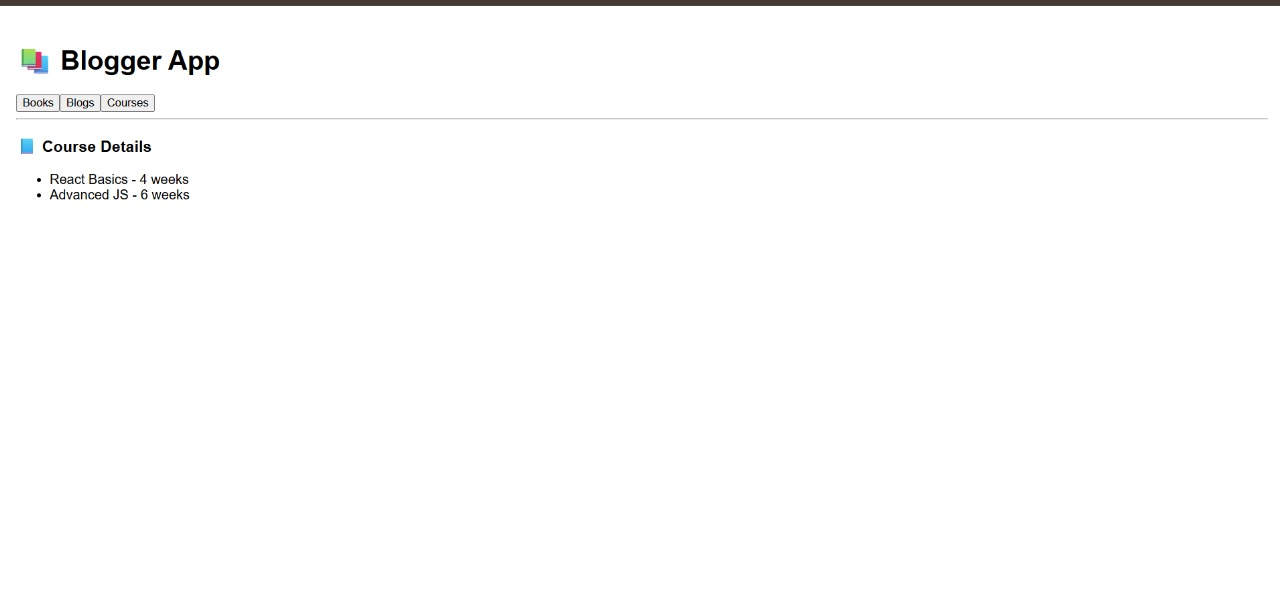 Blogger App
Books Blogs Courses
Course Details
React Basics - 4 weeks
Advanced JS - 6 weeks